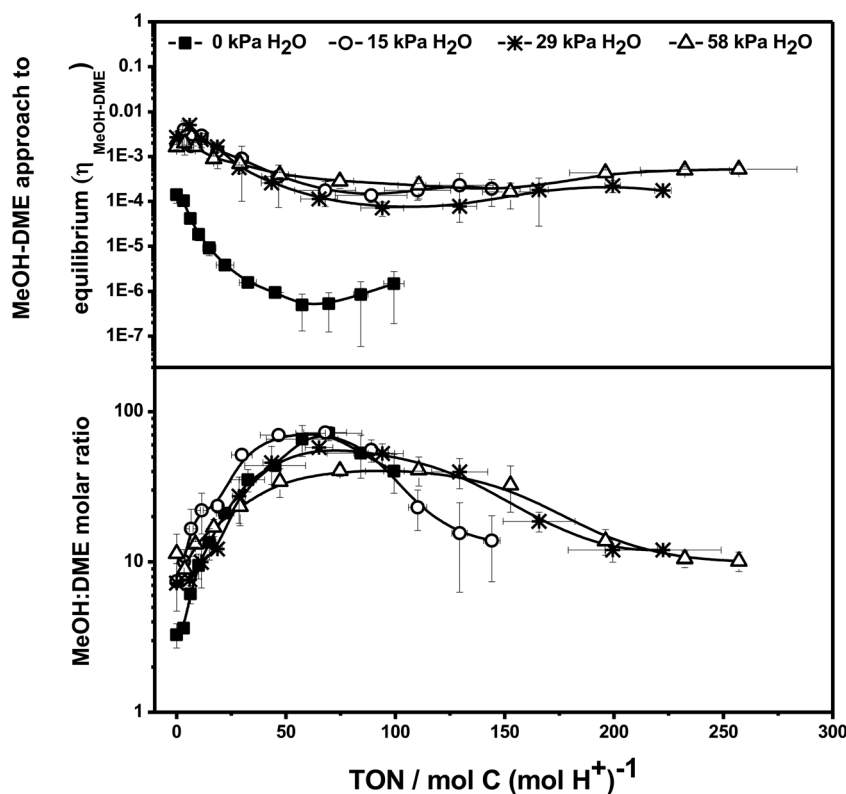 0 kPa H₂O 15 kPa H₂O 29 kPa H₂O 58 kPa H₂O
MeOH-DME approach to
equilibrium (η MeOH-DME)
1
0.1
0.01
1E-3
1E-4
1E-5
1E-6
1E-7
MeOH:DME molar ratio
100
10
1
0 50 100 150 200 250 300
TON / mol C (mol H⁺)⁻¹